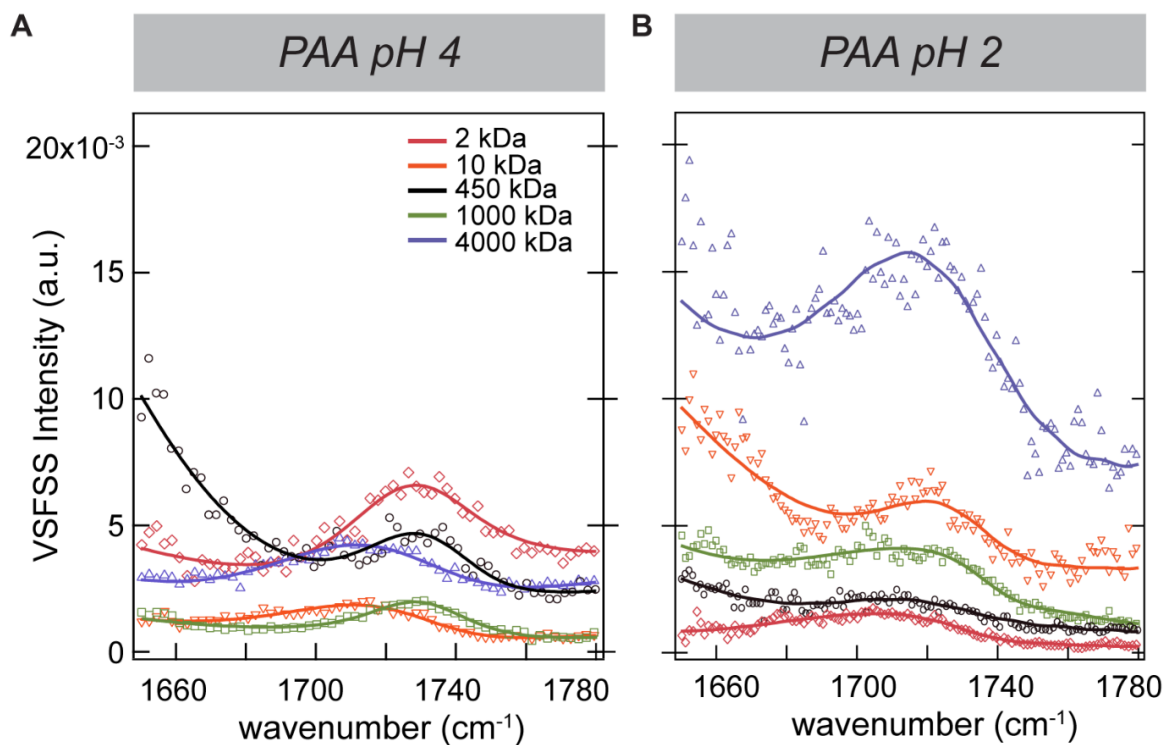 A
PAA pH 4
B
PAA pH 2
2 kDa
10 kDa
450 kDa
1000 kDa
4000 kDa
20x10⁻³
15
10
5
0
VSFSS Intensity (a.u.)
1660 1700 1740 1780
wavenumber (cm⁻¹)
1660 1700 1740 1780
wavenumber (cm⁻¹)